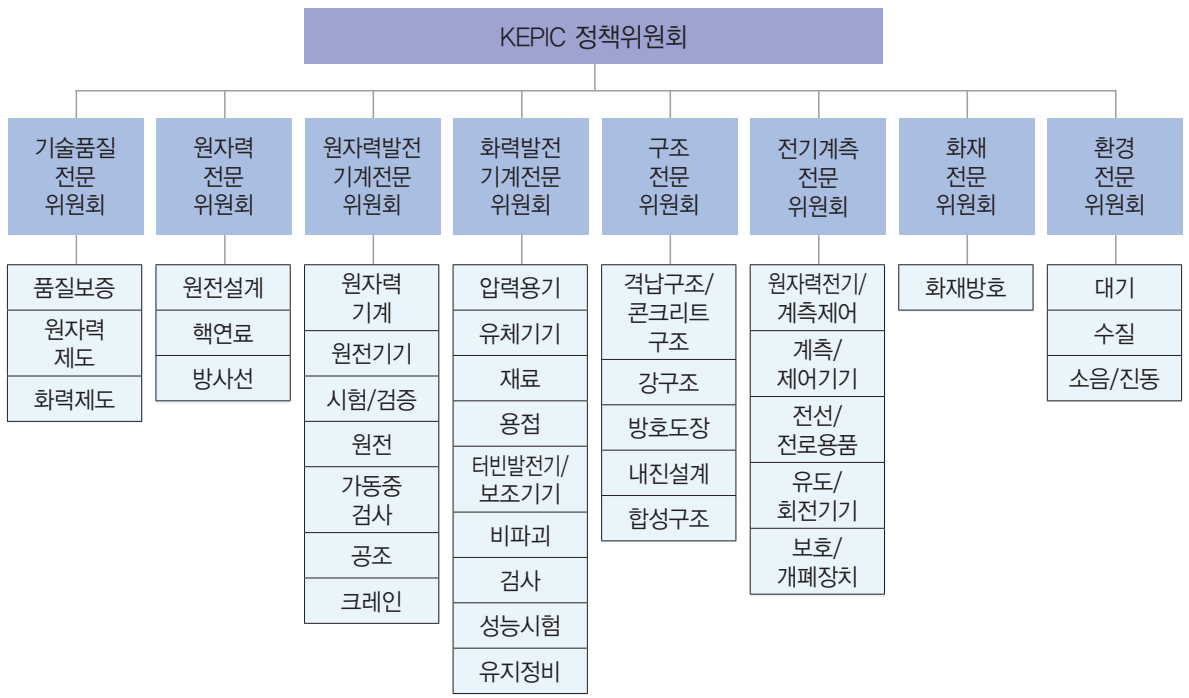 KEPIC 정책위원회
기술품질
전문
위원회
원자력
전문
위원회
원자력발전
기계전문
위원회
화력발전
기계전문
위원회
구조
전문
위원회
전기계측
전문
위원회
화재
전문
위원회
환경
전문
위원회
품질보증
원자력
제도
화력제도
원전설계
핵연료
방사선
원자력
기계
원전기기
시험/검증
원전
가동중
검사
공조
크레인
압력용기
유체기기
재료
용접
터빈발전기/
보조기기
비파괴
검사
성능시험
유지정비
격납구조/
콘크리트
구조
강구조
방호도장
내진설계
합성구조
원자력전기/
계측제어
계측/
제어기기
전선/
전로용품
유도/
회전기기
보호/
개폐장치
화재방호
대기
수질
소음/진동